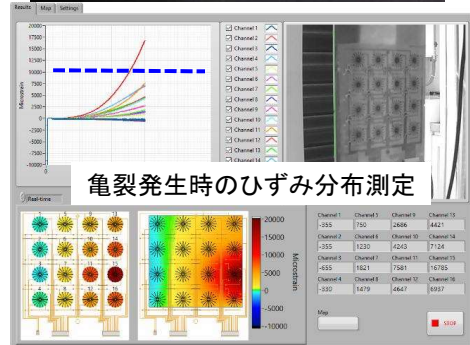 Results Map Settings
20000
17500
15000
12500
10000
7500
5000
2500
0
-2500
-5000
-7500
-10000
Microstrain
Channel 1
Channel 2
Channel 3
Channel 4
Channel 5
Channel 6
Channel 7
Channel 8
Channel 9
Channel 10
Channel 11
Channel 12
Channel 13
Channel 14
亀裂発生時のひずみ分布測定
Real-time
20000
15000
10000
5000
0
-5000
-10000
Microstrain
Channel 1 Channel 5 Channel 9 Channel 13
-355 750 2686 4421
Channel 2 Channel 6 Channel 10 Channel 14
-355 1230 4243 7124
Channel 3 Channel 7 Channel 11 Channel 15
-655 1821 7581 16785
Channel 4 Channel 8 Channel 12 Channel 16
-330 1479 4647 6937
Map
STOP